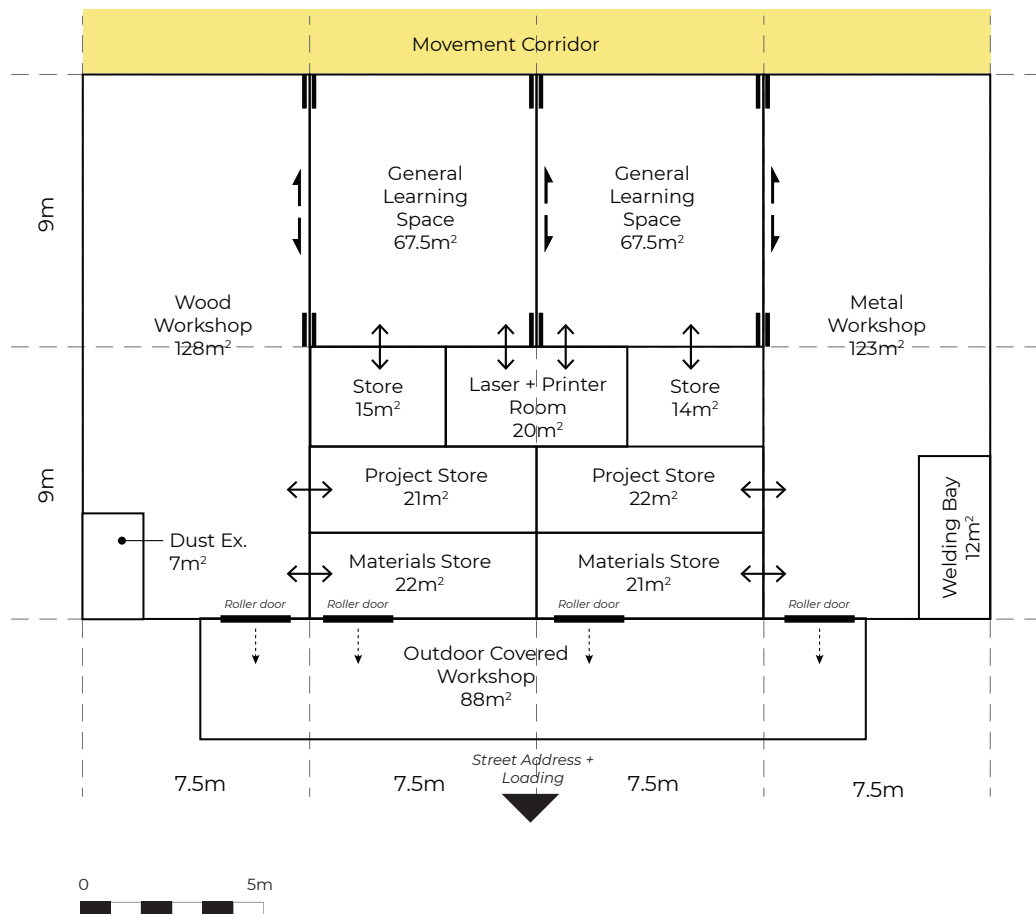 Movement Corridor
9m
General
Learning
Space
67.5m²
General
Learning
Space
67.5m²
Wood
Workshop
128m²
Metal
Workshop
123m²
Store
15m²
Laser + Printer
Room
20m²
Store
14m²
9m
Project Store
21m²
Project Store
22m²
Dust Ex.
7m²
Materials Store
22m²
Materials Store
21m²
Welding Bay
12m²
Roller door
Roller door
Roller door
Roller door
Outdoor Covered
Workshop
88m²
Street Address +
Loading
7.5m
7.5m
7.5m
7.5m
0
5m